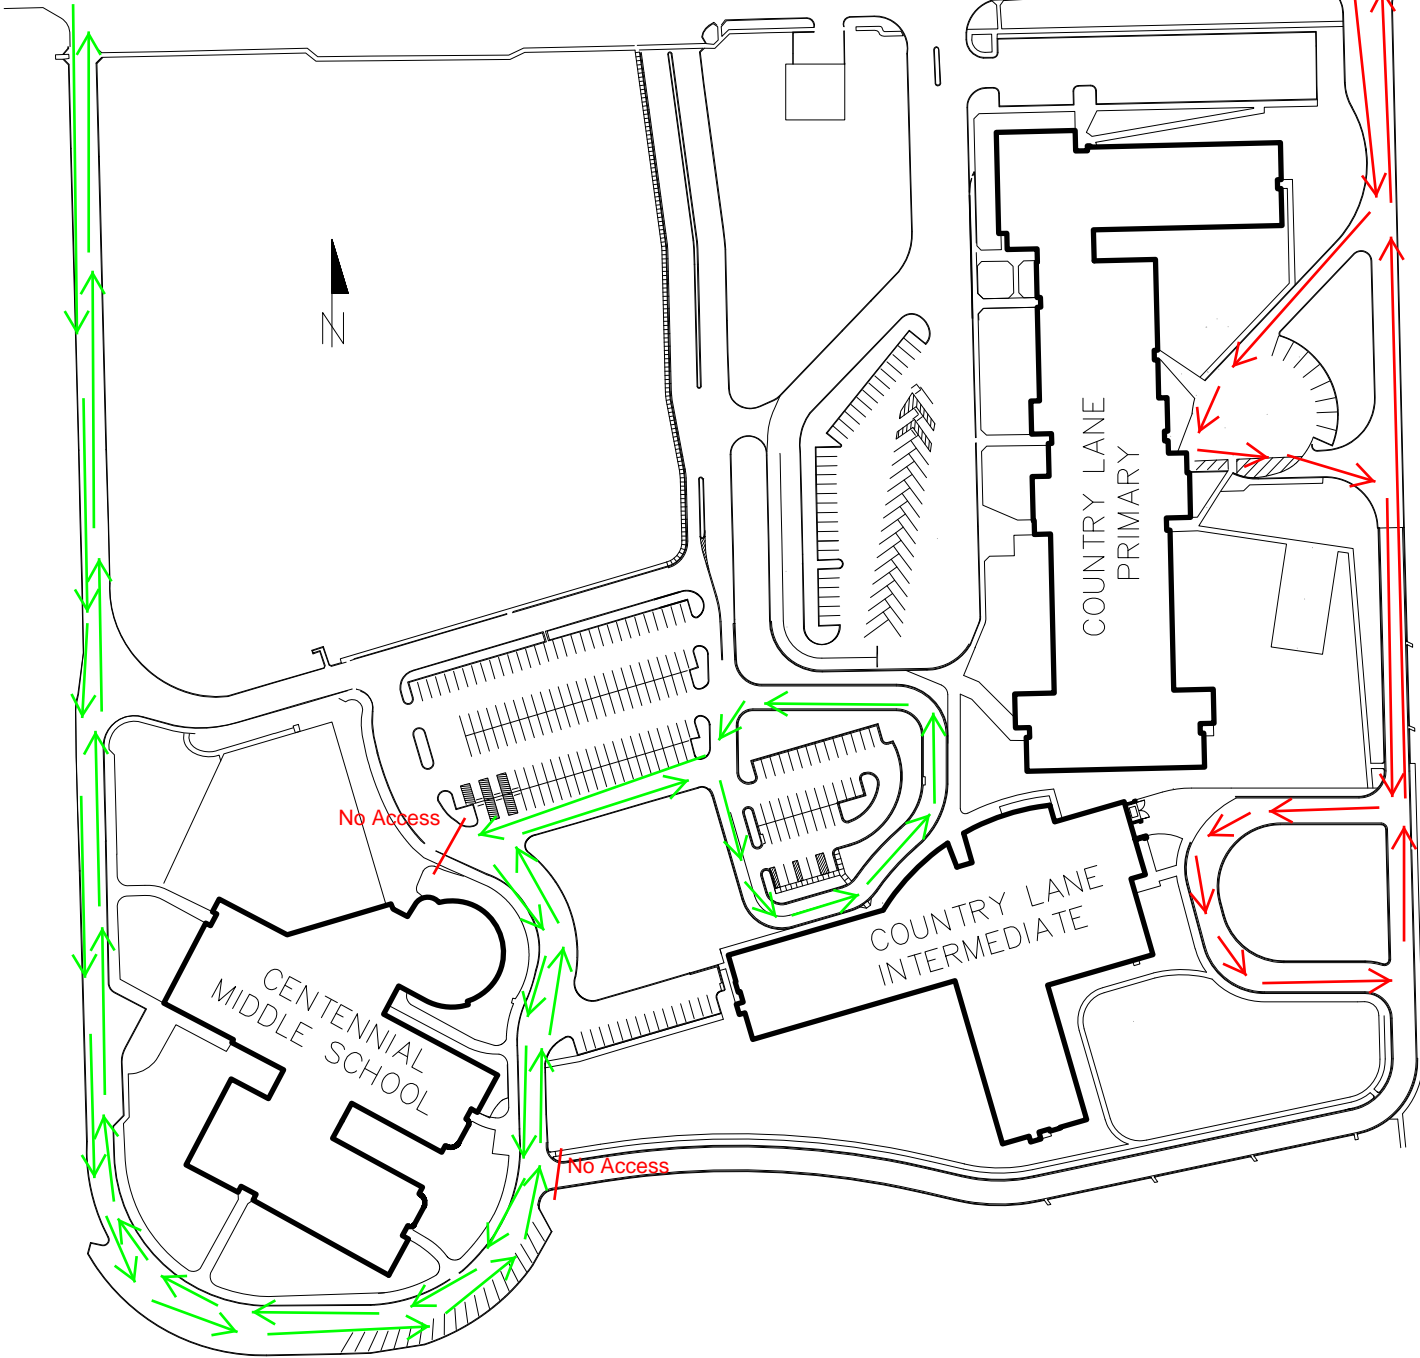 N
COUNTRY LANE
PRIMARY
No Access
COUNTRY LANE
INTERMEDIATE
CENTENNIAL
MIDDLE SCHOOL
No Access